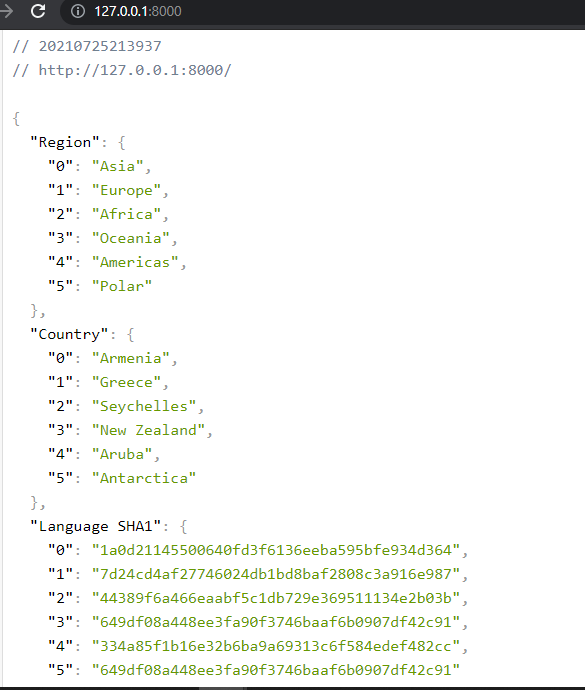 127.0.0.1:8000
// 20210725213937
// http://127.0.0.1:8000/
{
"Region": {
"0": "Asia",
"1": "Europe",
"2": "Africa",
"3": "Oceania",
"4": "Americas",
"5": "Polar"
},
"Country": {
"0": "Armenia",
"1": "Greece",
"2": "Seychelles",
"3": "New Zealand",
"4": "Aruba",
"5": "Antarctica"
},
"Language SHA1": {
"0": "1a0d21145500640fd3f6136eeba595bfe934d364",
"1": "7d24cd4af27746024db1bd8baf2808c3a916e987",
"2": "44389f6a466eaabf5c1db729e369511134e2b03b",
"3": "649df08a448ee3fa90f3746baaf6b0907df42c91",
"4": "334a85f1b16e32b6ba9a69313c6f584edef482cc",
"5": "649df08a448ee3fa90f3746baaf6b0907df42c91"